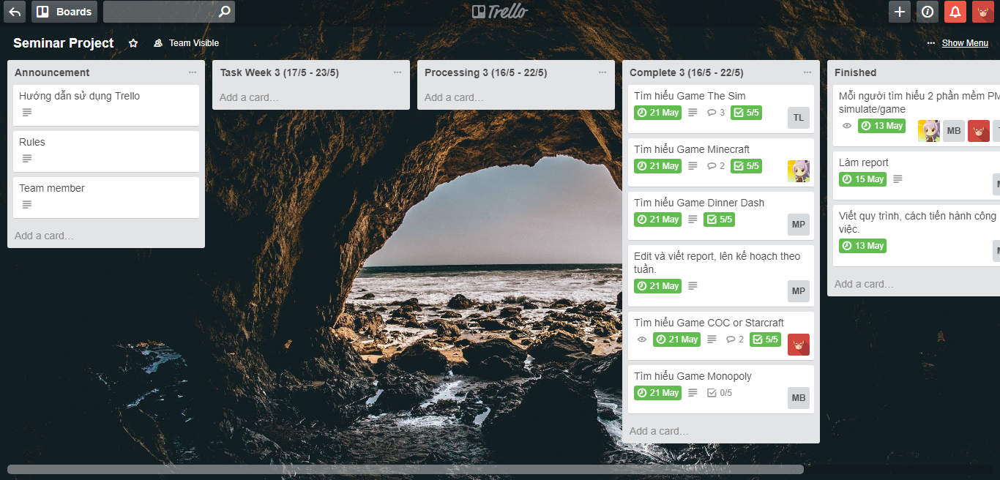 Boards
Trello
Seminar Project
Team Visible
Show Menu
Announcement
Hướng dẫn sử dụng Trello
Rules
Team member
Add a card…
Task Week 3 (17/5 - 23/5)
Add a card…
Processing 3 (16/5 - 22/5)
Add a card…
Complete 3 (16/5 - 22/5)
Tìm hiểu Game The Sim
21 May 3 5/5
TL
Tìm hiểu Game Minecraft
21 May 2 5/5
Tìm hiểu Game Dinner Dash
21 May 5/5
MP
Edit và viết report, lên kế hoạch theo
tuần.
21 May
MP
Tìm hiểu Game COC or Starcraft
21 May 2 5/5
Tìm hiểu Game Monopoly
21 May 0/5
MB
Add a card…
Finished
Mỗi người tìm hiểu 2 phần mềm PM
simulate/game
13 May
MB
Làm report
15 May
Viết quy trình, cách tiến hành công
việc.
13 May
Add a card…